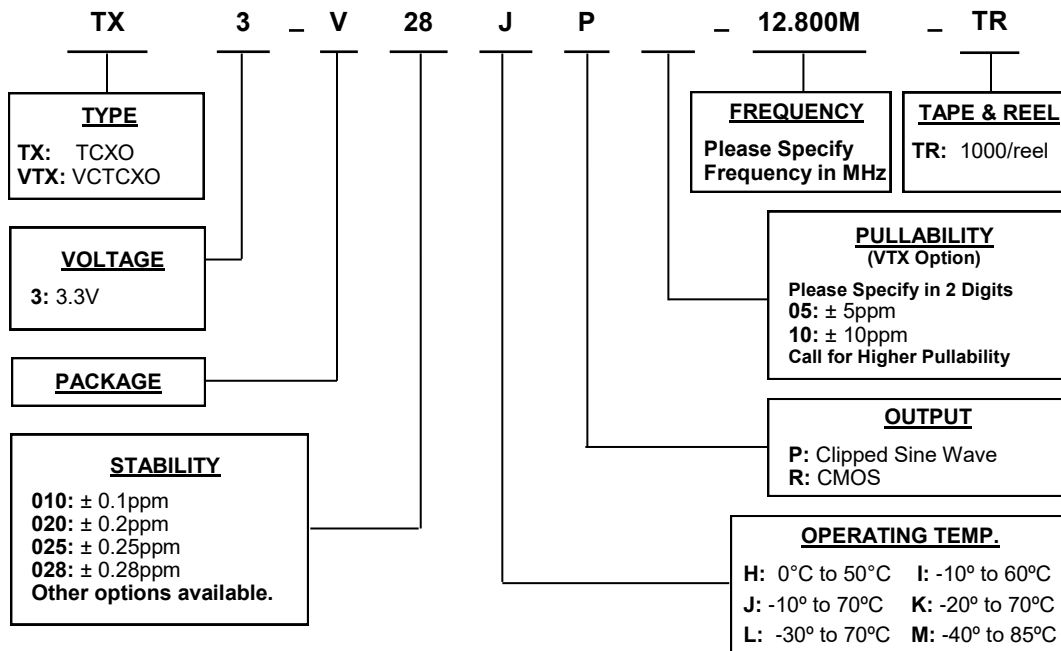 TX 3 _ V 28 J P _ 12.800M _ TR
TYPE
TX: TCXO
VTX: VCTCXO
VOLTAGE
3: 3.3V
PACKAGE
STABILITY
010: ± 0.1ppm
020: ± 0.2ppm
025: ± 0.25ppm
028: ± 0.28ppm
Other options available.
FREQUENCY
Please Specify
Frequency in MHz
TAPE & REEL
TR: 1000/reel
PULLABILITY
(VTX Option)
Please Specify in 2 Digits
05: ± 5ppm
10: ± 10ppm
Call for Higher Pullability
OUTPUT
P: Clipped Sine Wave
R: CMOS
OPERATING TEMP.
H: 0°C to 50°C I: -10º to 60ºC
J: -10º to 70ºC K: -20º to 70ºC
L: -30º to 70ºC M: -40º to 85ºC